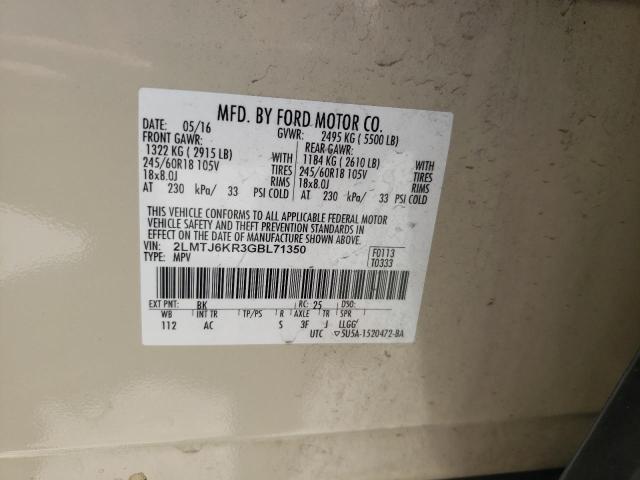 MFD. BY FORD MOTOR CO.
DATE: 05/16 GVWR: 2495 KG ( 5500 LB)
FRONT GAWR: REAR GAWR:
1322 KG ( 2915 LB) WITH 1184 KG ( 2610 LB) WITH
245/60R18 105V TIRES 245/60R18 105V TIRES
18x8.0J RIMS 18x8.0J RIMS
AT 230 kPa/ 33 PSI COLD AT 230 kPa/ 33 PSI COLD
THIS VEHICLE CONFORMS TO ALL APPLICABLE FEDERAL MOTOR
VEHICLE SAFETY AND THEFT PREVENTION STANDARDS IN
EFFECT ON THE DATE OF MANUFACTURE SHOWN ABOVE.
VIN: 2LMTJ6KR3GBL71350 F0113
TYPE: MPV T0333
EXT PNT: BK RC: 25 DSO:
WB INT TR TP/PS R AXLE TR SPR
112 AC S 3F J LLGG
UTC 5U5A-1520472-BA